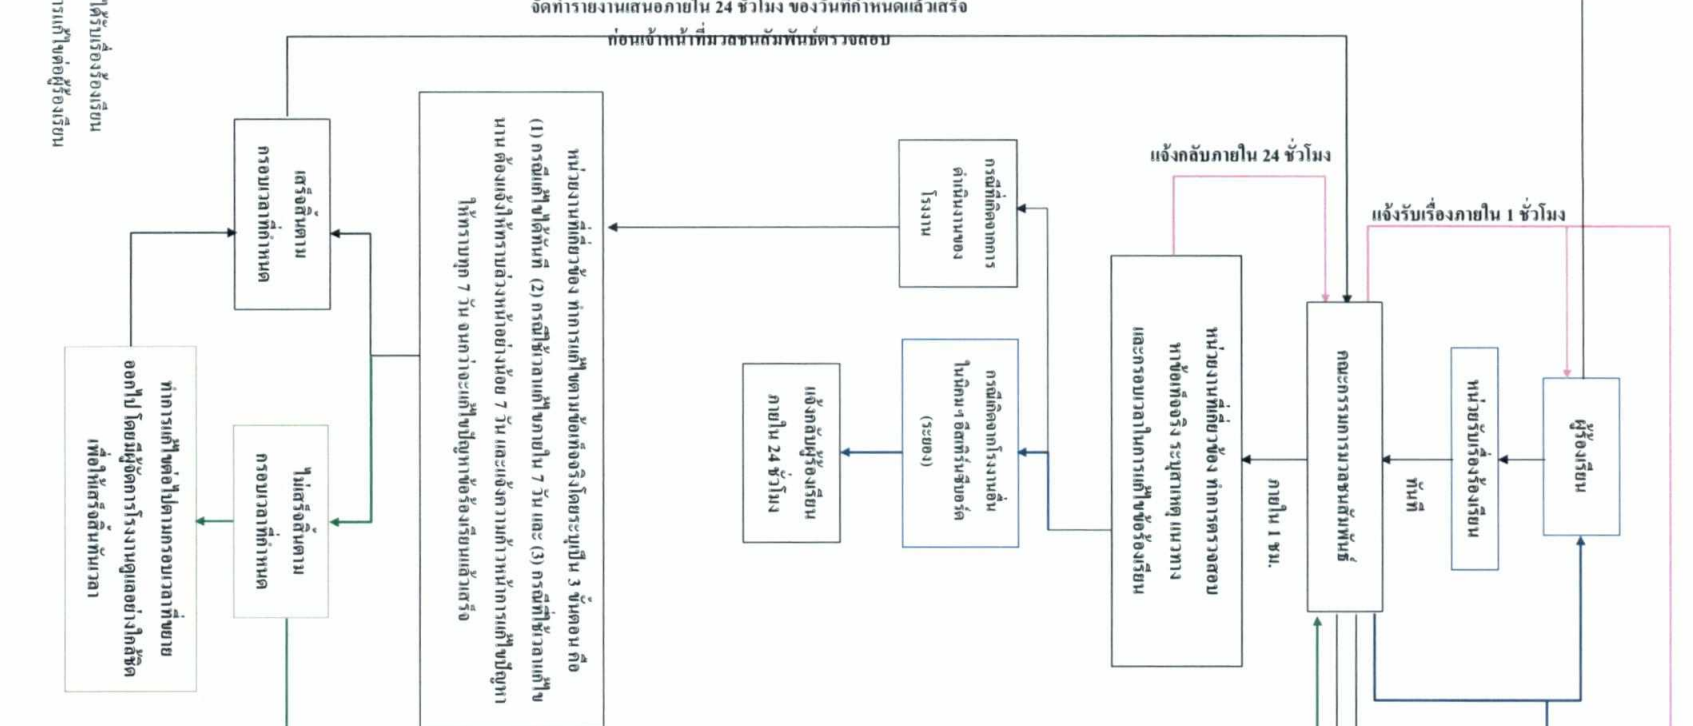 จัดทำรายงานเสนอภายใน 24 ชั่วโมง ของวันที่กำหนดแล้วเสร็จ
ก่อนเจ้าหน้าที่มวลชนสัมพันธ์ตรวจสอบ
แจ้งกลับภายใน 24 ชั่วโมง
แจ้งรับเรื่องภายใน 1 ชั่วโมง
ผู้ร้องเรียน
หน่วยรับเรื่องร้องเรียน
ทันที
คณะกรรมการมวลชนสัมพันธ์
ภายใน 1 ชม.
หน่วยงานที่เกี่ยวข้อง ทำการตรวจสอบ
หาข้อเท็จจริง ระบุสาเหตุ แนวทาง
และกรอบเวลาในการแก้ไขข้อร้องเรียน
กรณีที่เกิดจากการ
ดำเนินงานของ
โรงงาน
กรณีเกิดจากโรงงานอื่น
ในนิคมฯ อีสเทิร์นซีบอร์ด
(ระยอง)
แจ้งกลับผู้ร้องเรียน
ภายใน 24 ชั่วโมง
หน่วยงานที่เกี่ยวข้อง ทำการแก้ไขตามข้อเท็จจริงโดยระบุเป็น 3 ขั้นตอน คือ
(1) กรณีแก้ไขได้ทันที (2) กรณีใช้เวลาแก้ไขภายใน 7 วัน และ (3) กรณีที่ใช้เวลาแก้ไข
นาน ต้องแจ้งให้ทราบล่วงหน้าอย่างน้อย 7 วัน และแจ้งความก้าวหน้าการแก้ไขปัญหา
ให้ทราบทุก 7 วัน จนกว่าจะแก้ไขปัญหาข้อร้องเรียนแล้วเสร็จ
เสร็จสิ้นตาม
กรอบเวลาที่กำหนด
ไม่เสร็จสิ้นตาม
กรอบเวลาที่กำหนด
ทำการแก้ไขต่อไปตามกรอบเวลาที่ขยาย
ออกไป โดยมีผู้จัดการโรงงานดูแลอย่างใกล้ชิด
เพื่อให้เสร็จสิ้นทันเวลา
ได้รับเรื่องร้องเรียน
การแก้ไขต่อผู้ร้องเรียน